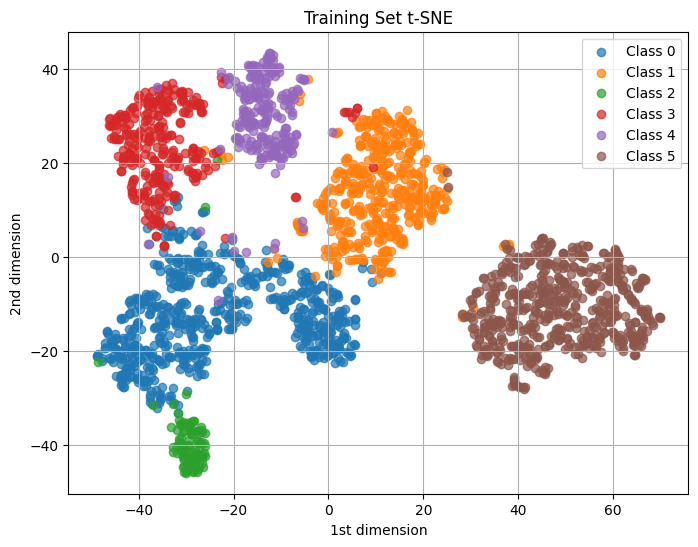 Training Set t-SNE
Class 0
Class 1
Class 2
Class 3
Class 4
Class 5
40
20
0
−20
−40
2nd dimension
−40
−20
0
20
40
60
1st dimension